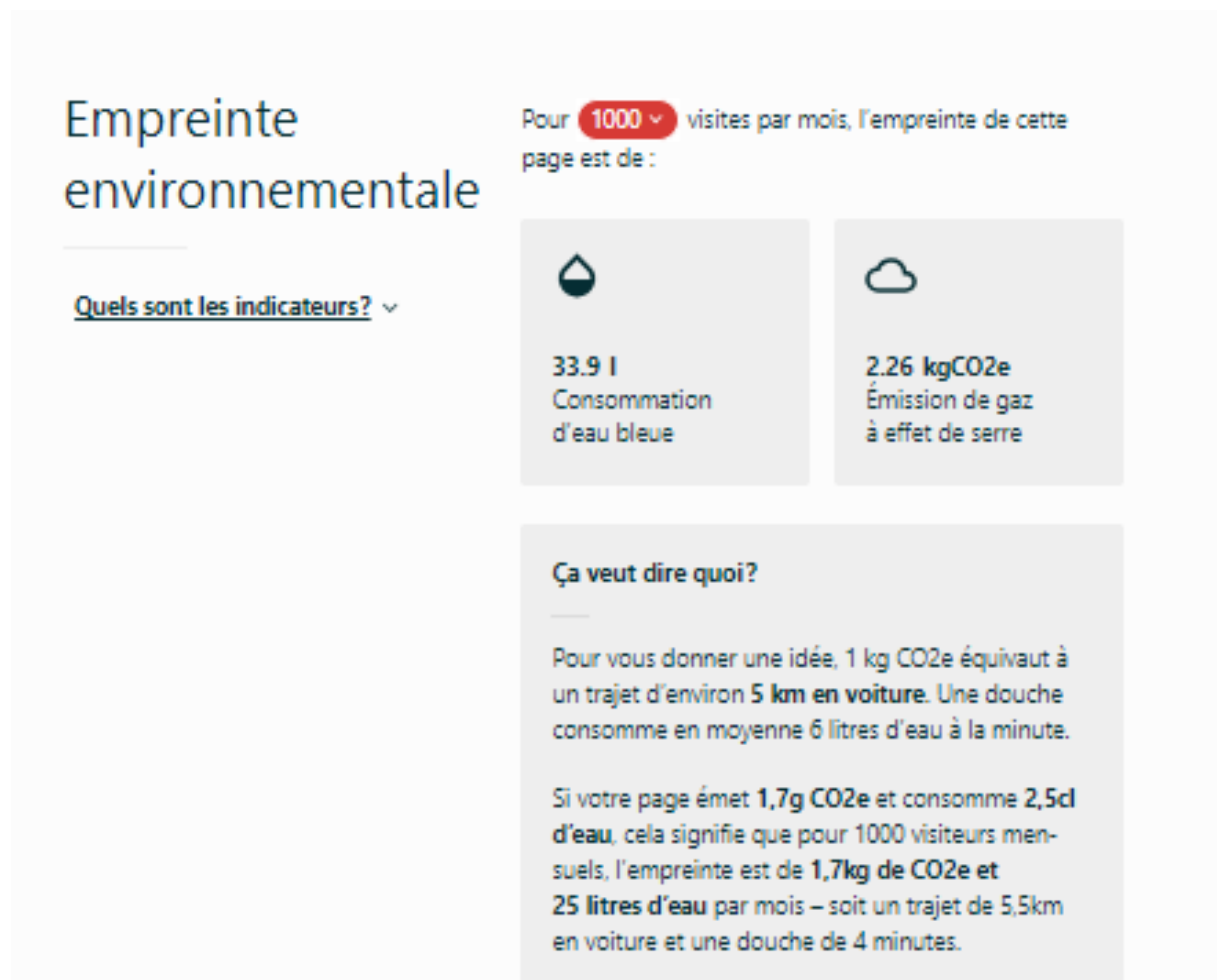 Empreinte
environnementale
Quels sont les indicateurs?
Pour 1000 visites par mois, l'empreinte de cette
page est de :
33.9 l
Consommation
d'eau bleue
2.26 kgCO2e
Émission de gaz
à effet de serre
Ça veut dire quoi?
Pour vous donner une idée, 1 kg CO2e équivaut à
un trajet d'environ 5 km en voiture. Une douche
consomme en moyenne 6 litres d'eau à la minute.
Si votre page émet 1,7g CO2e et consomme 2,5cl
d'eau, cela signifie que pour 1000 visiteurs men-
suels, l'empreinte est de 1,7kg de CO2e et
25 litres d'eau par mois – soit un trajet de 5,5km
en voiture et une douche de 4 minutes.